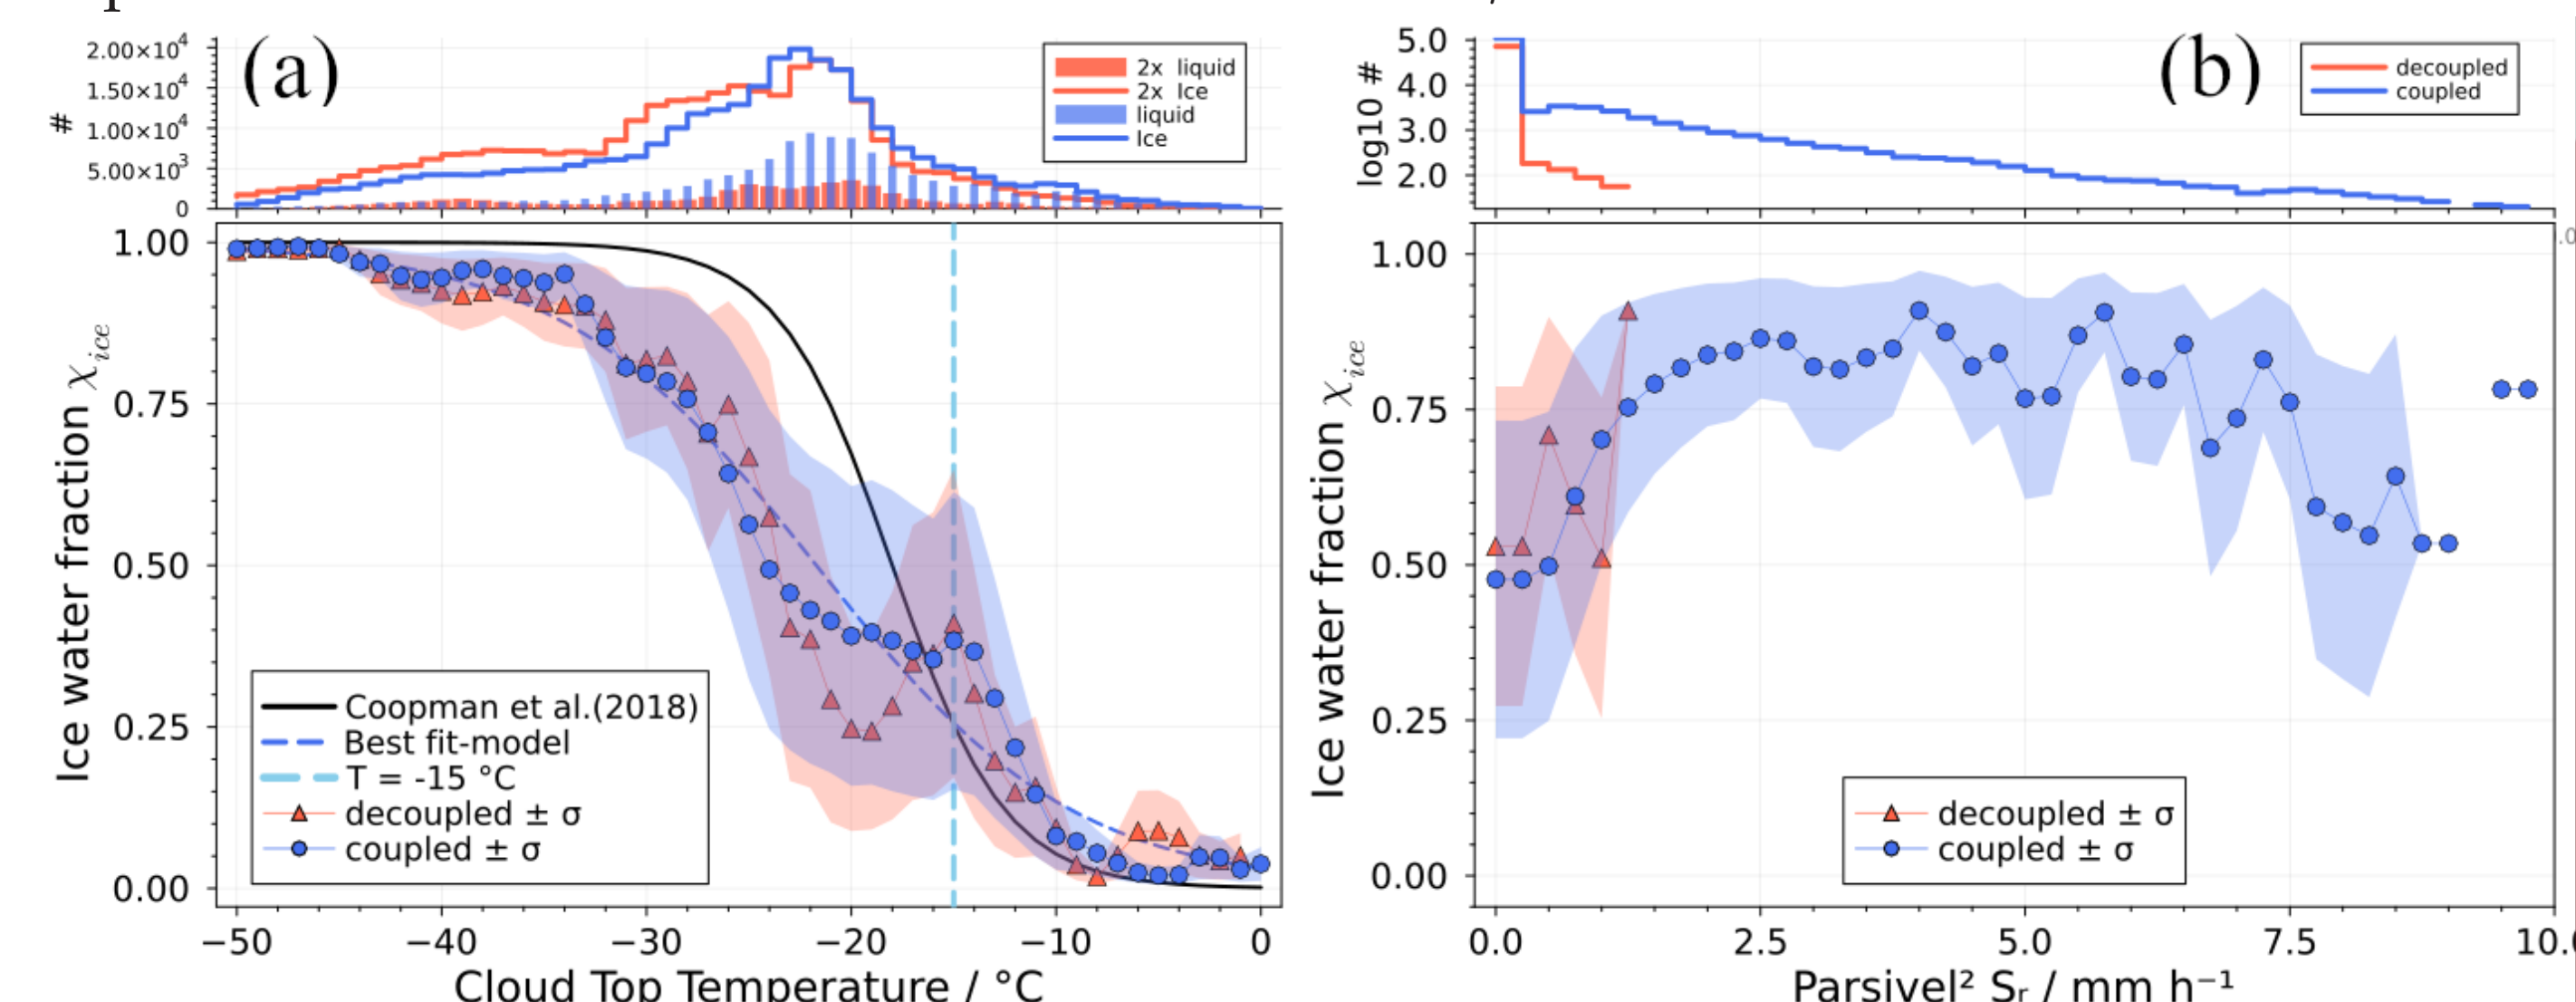 (a)
2.00×10⁴
1.50×10⁴
1.00×10⁴
5.00×10³
0
#
2x liquid
2x Ice
liquid
Ice
1.00
0.75
0.50
0.25
0.00
Ice water fraction χ_ice
Coopman et al.(2018)
Best fit-model
T = -15 °C
decoupled ± σ
coupled ± σ
−50 −40 −30 −20 −10 0
Cloud Top Temperature / °C
(b)
5.0
4.0
3.0
2.0
log10 #
decoupled
coupled
1.00
0.75
0.50
0.25
0.00
Ice water fraction χ_ice
decoupled ± σ
coupled ± σ
0.0 2.5 5.0 7.5 10.0
Parsivel² Sᵣ / mm h⁻¹